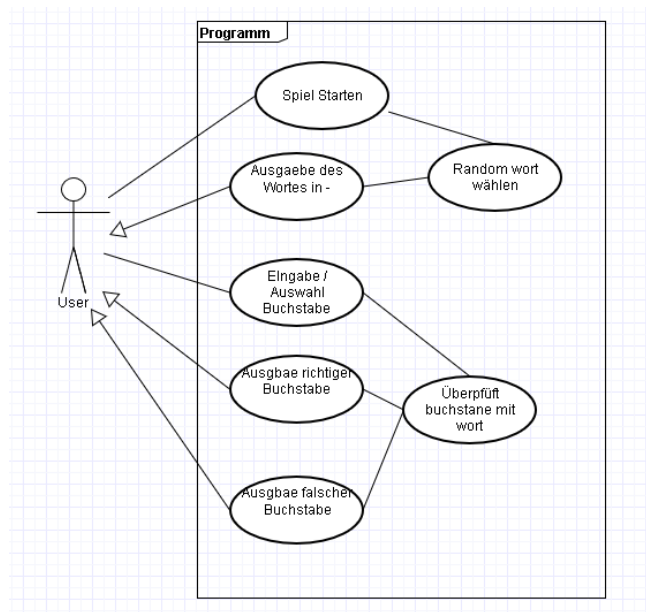 Programm
Spiel Starten
Random wort
wählen
Ausgaebe des
Wortes in -
User
EIngabe /
Auswahl
Buchstabe
Ausgbae richtiger
Buchstabe
Überpfüft
buchstane mit
wort
Ausgbae falscher
Buchstabe